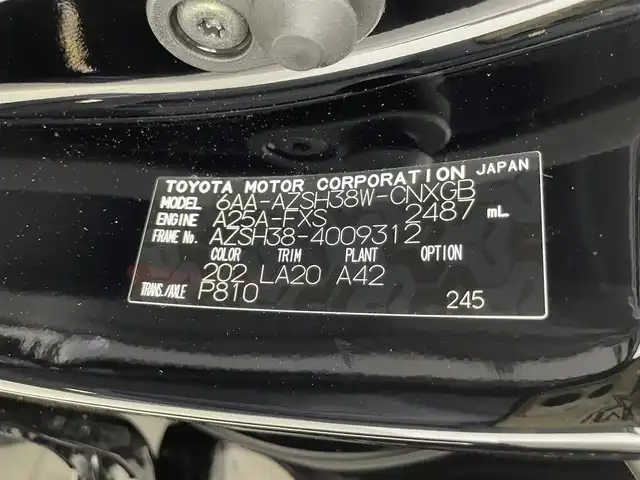 TOYOTA MOTOR CORPORATION JAPAN
MODEL 6AA-AZSH38W-CNXGB
ENGINE A25A-FXS 2487 mL
FRAME No. AZSH38-4009312
COLOR TRIM PLANT OPTION
202 LA20 A42
TRANS./AXLE P810 245